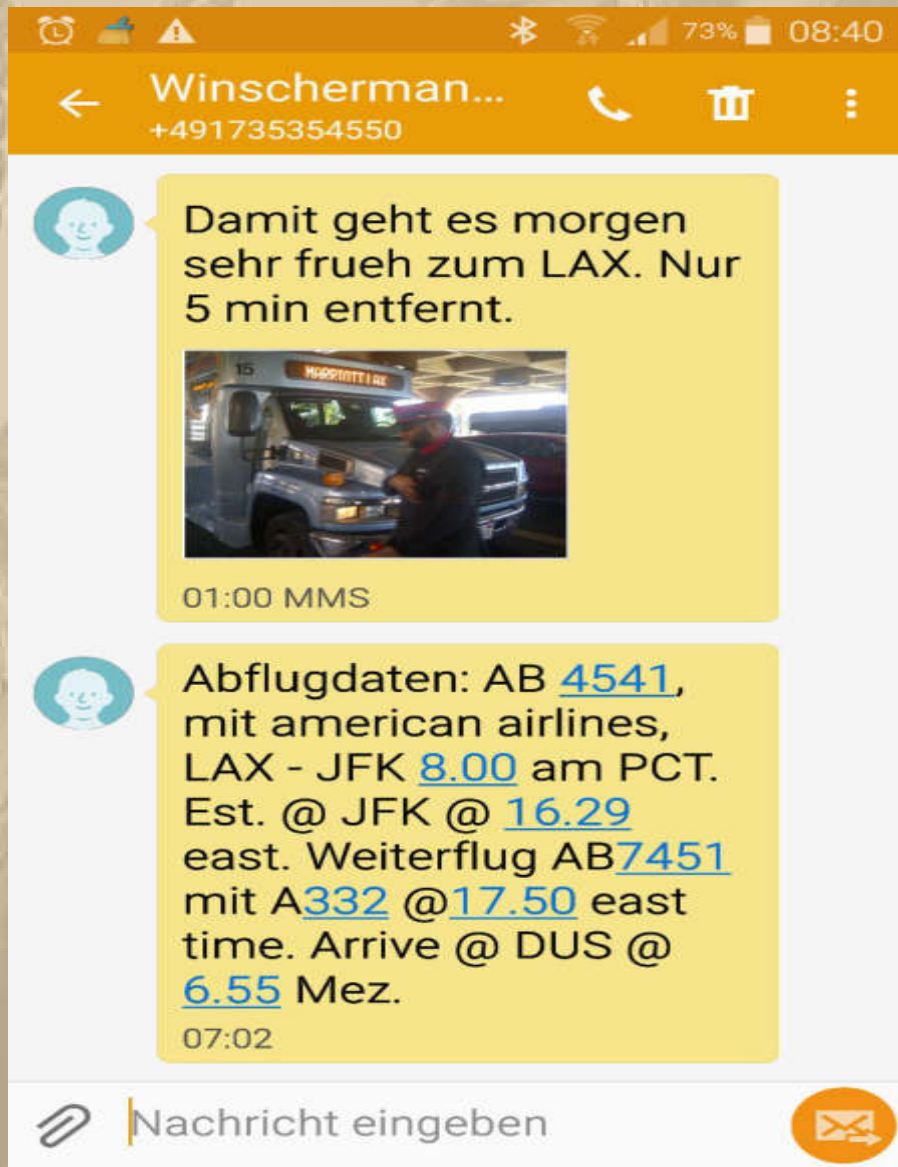 73% 08:40
Winscherman...
+491735354550
Damit geht es morgen
sehr frueh zum LAX. Nur
5 min entfernt.
15 MARRIOTT LAX
01:00 MMS
Abflugdaten: AB 4541,
mit american airlines,
LAX - JFK 8.00 am PCT.
Est. @ JFK @ 16.29
east. Weiterflug AB7451
mit A332 @17.50 east
time. Arrive @ DUS @
6.55 Mez.
07:02
Nachricht eingeben